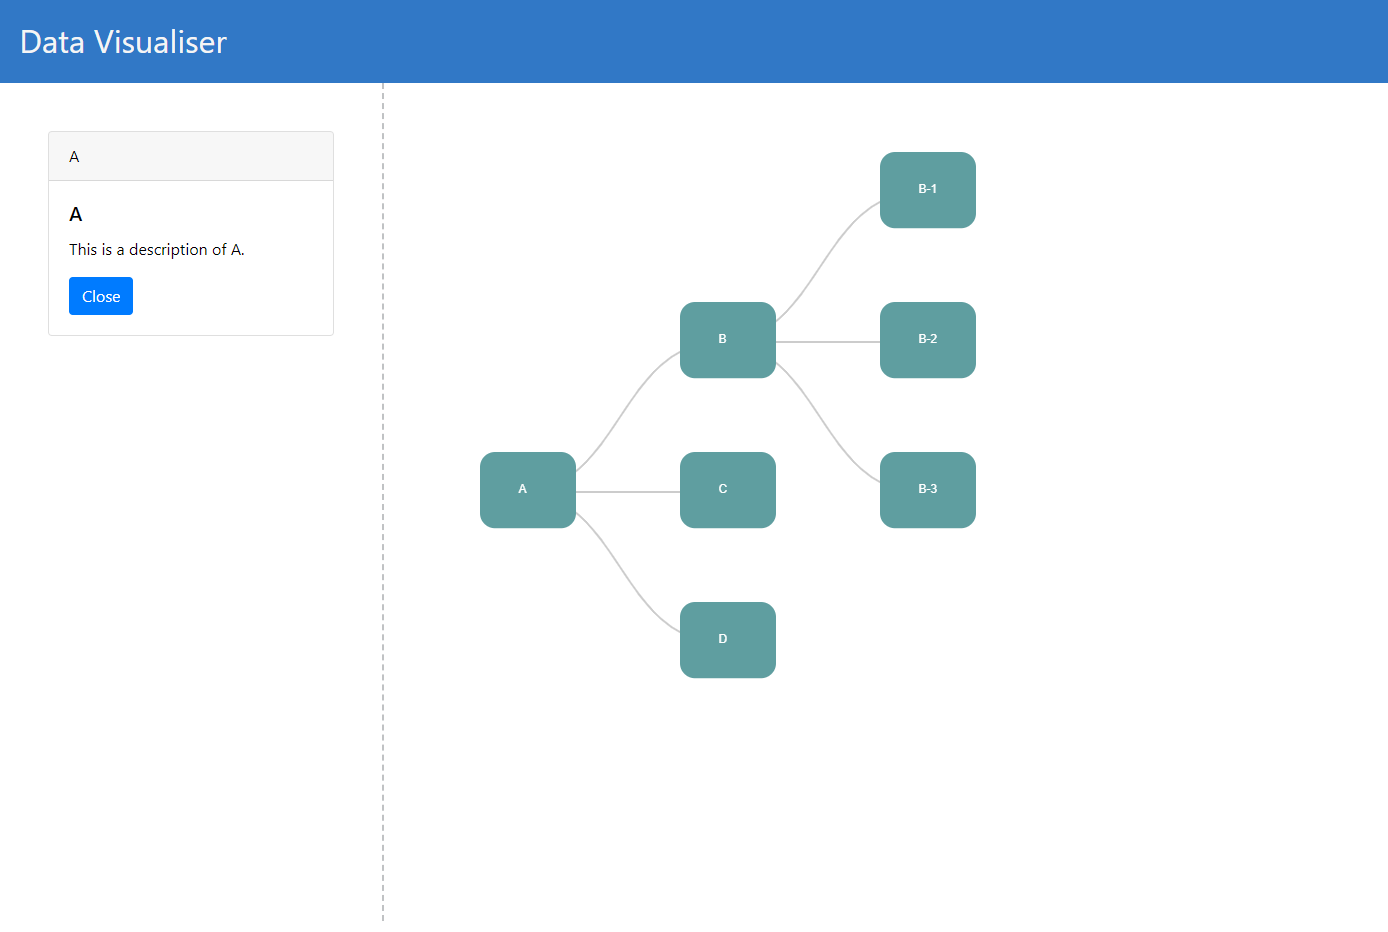 Data Visualiser
A
A
This is a description of A.
Close
B-1
B
B-2
A
C
B-3
D